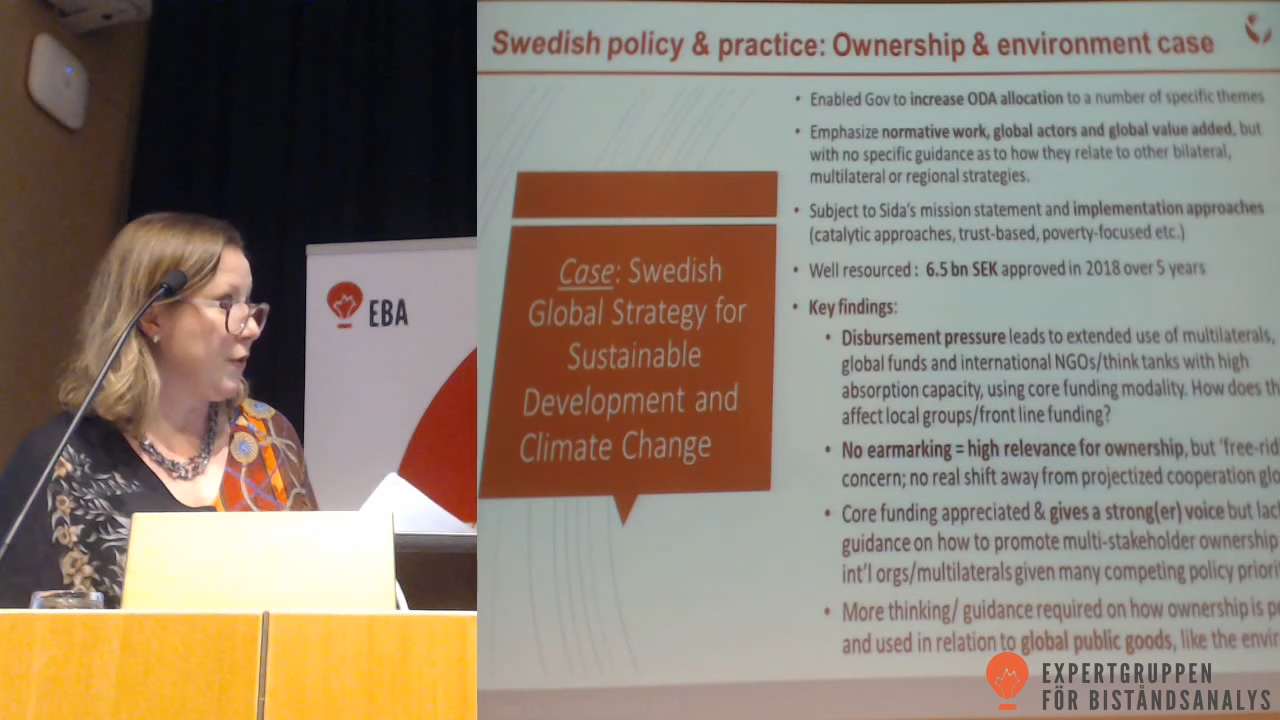 Swedish policy & practice: Ownership & environment case
EBA
Case: Swedish
Global Strategy for
Sustainable
Development and
Climate Change
• Enabled Gov to increase ODA allocation to a number of specific themes
• Emphasize normative work, global actors and global value added, but
with no specific guidance as to how they relate to other bilateral,
multilateral or regional strategies.
• Subject to Sida's mission statement and implementation approaches
(catalytic approaches, trust-based, poverty-focused etc.)
• Well resourced : 6.5 bn SEK approved in 2018 over 5 years
• Key findings:
• Disbursement pressure leads to extended use of multilaterals,
global funds and international NGOs/think tanks with high
absorption capacity, using core funding modality. How does th
affect local groups/front line funding?
• No earmarking = high relevance for ownership, but 'free-rid
concern; no real shift away from projectized cooperation glo
• Core funding appreciated & gives a strong(er) voice but lac
guidance on how to promote multi-stakeholder ownership
int'l orgs/multilaterals given many competing policy priori
• More thinking/ guidance required on how ownership is p
and used in relation to global public goods, like the envir
EXPERTGRUPPEN
FÖR BISTÅNDSANALYS